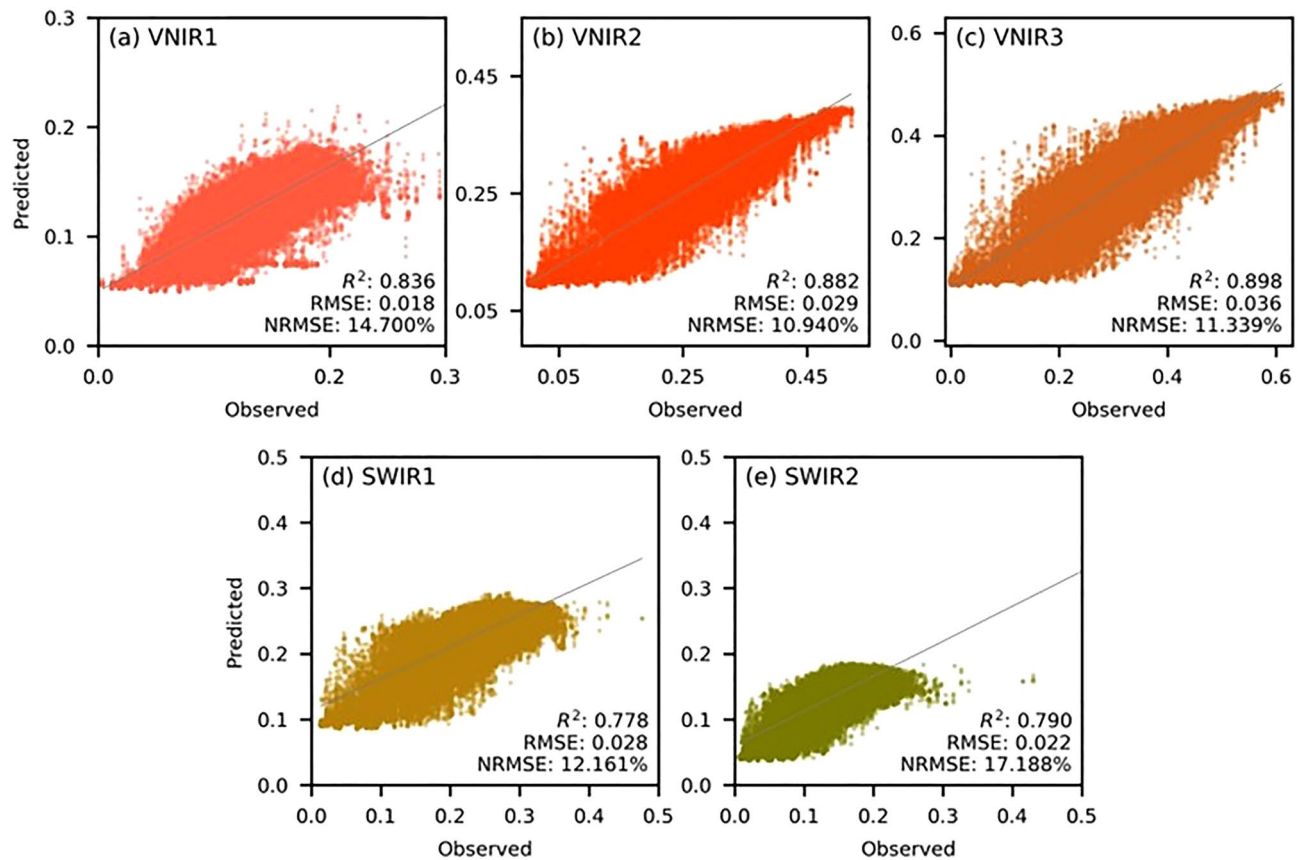 (a) VNIR1
0.3
0.2
0.1
0.0
Predicted
R²: 0.836
RMSE: 0.018
NRMSE: 14.700%
0.0
0.2
0.3
Observed
(b) VNIR2
0.45
0.25
0.05
R²: 0.882
RMSE: 0.029
NRMSE: 10.940%
0.05
0.25
0.45
Observed
(c) VNIR3
0.6
0.4
0.2
0.0
R²: 0.898
RMSE: 0.036
NRMSE: 11.339%
0.0
0.2
0.4
0.6
Observed
(d) SWIR1
0.5
0.4
0.3
0.2
0.1
0.0
Predicted
R²: 0.778
RMSE: 0.028
NRMSE: 12.161%
0.0
0.1
0.2
0.3
0.4
0.5
Observed
(e) SWIR2
0.5
0.4
0.3
0.2
0.1
0.0
R²: 0.790
RMSE: 0.022
NRMSE: 17.188%
0.0
0.1
0.2
0.3
0.4
0.5
Observed